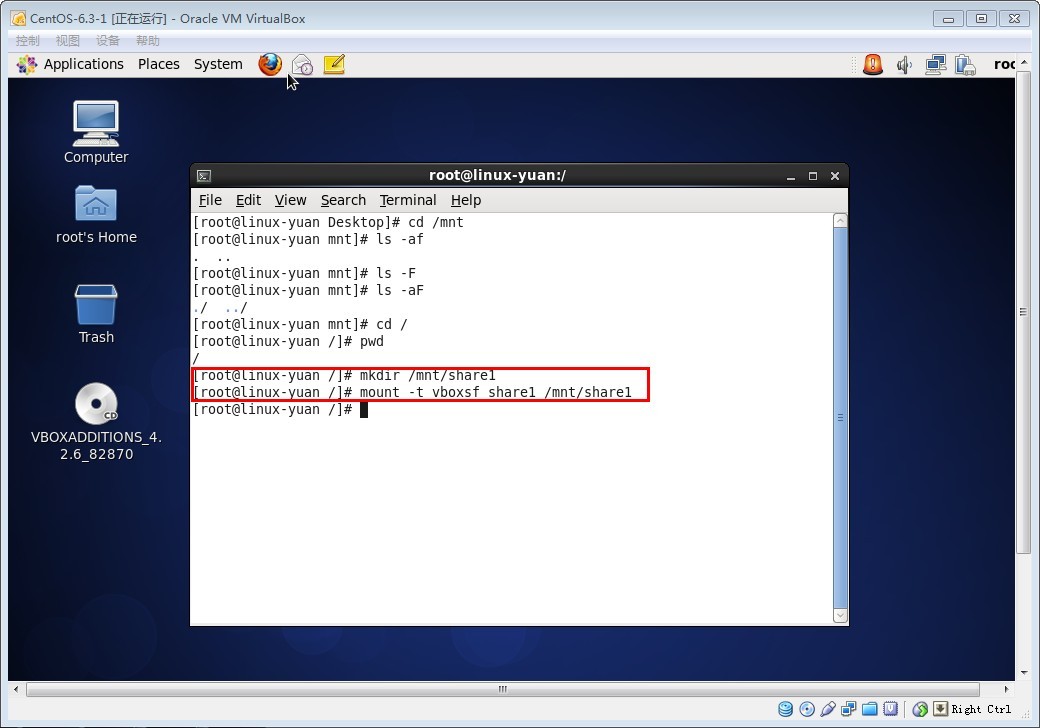 CentOS-6.3-1 [正在运行] - Oracle VM VirtualBox
控制 视图 设备 帮助
Applications Places System roo
Computer
root's Home
Trash
VBOXADDITIONS_4.
2.6_82870
root@linux-yuan:/
File Edit View Search Terminal Help
[root@linux-yuan Desktop]# cd /mnt
[root@linux-yuan mnt]# ls -af
.  ..
[root@linux-yuan mnt]# ls -F
[root@linux-yuan mnt]# ls -aF
./  ../
[root@linux-yuan mnt]# cd /
[root@linux-yuan /]# pwd
/
[root@linux-yuan /]# mkdir /mnt/share1
[root@linux-yuan /]# mount -t vboxsf share1 /mnt/share1
[root@linux-yuan /]#
Right Ctrl